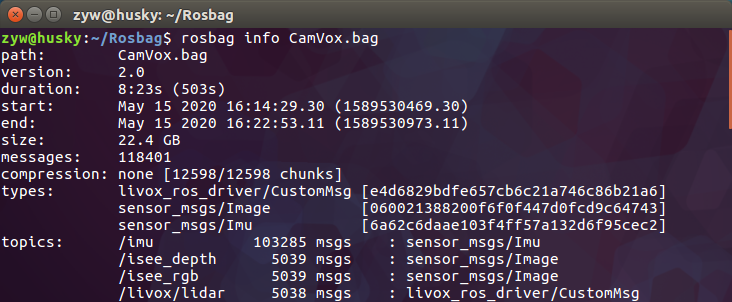 zyw@husky: ~/Rosbag
zyw@husky:~/Rosbag$ rosbag info CamVox.bag
path:        CamVox.bag
version:     2.0
duration:    8:23s (503s)
start:       May 15 2020 16:14:29.30 (1589530469.30)
end:         May 15 2020 16:22:53.11 (1589530973.11)
size:        22.4 GB
messages:    118401
compression: none [12598/12598 chunks]
types:       livox_ros_driver/CustomMsg [e4d6829bdfe657cb6c21a746c86b21a6]
             sensor_msgs/Image          [060021388200f6f0f447d0fcd9c64743]
             sensor_msgs/Imu            [6a62c6daae103f4ff57a132d6f95cec2]
topics:      /imu            103285 msgs    : sensor_msgs/Imu
             /isee_depth       5039 msgs    : sensor_msgs/Image
             /isee_rgb         5039 msgs    : sensor_msgs/Image
             /livox/lidar      5038 msgs    : livox_ros_driver/CustomMsg